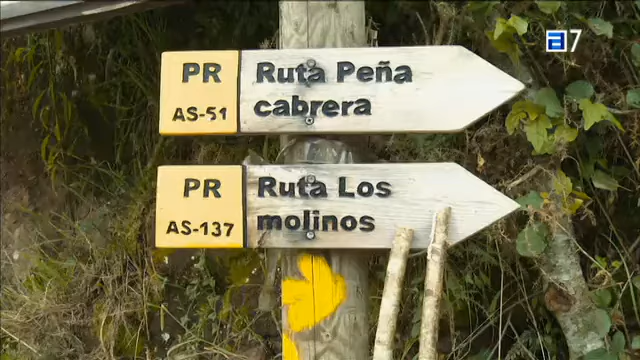 a7
PR
AS-51
Ruta Peña
cabrera
PR
AS-137
Ruta Los
molinos